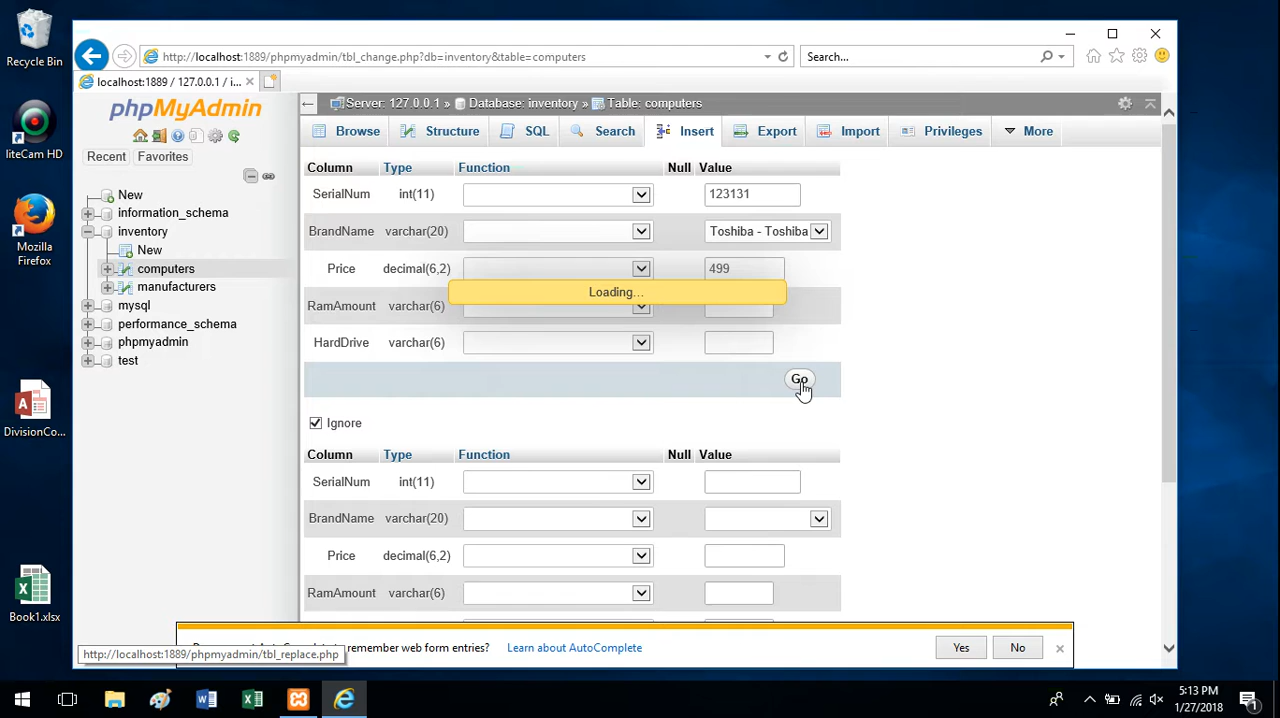 Recycle Bin
liteCam HD
Mozilla
Firefox
DivisionCo...
Book1.xlsx
http://localhost:1889/phpmyadmin/tbl_change.php?db=inventory&table=computers
Search...
localhost:1889 / 127.0.0.1 / i...
phpMyAdmin
Recent Favorites
New
information_schema
inventory
New
computers
manufacturers
mysql
performance_schema
phpmyadmin
test
Server: 127.0.0.1 » Database: inventory » Table: computers
Browse Structure SQL Search Insert Export Import Privileges More
Column Type Function Null Value
SerialNum int(11) 123131
BrandName varchar(20) Toshiba - Toshiba
Price decimal(6,2) 499
Loading...
RamAmount varchar(6)
HardDrive varchar(6)
Go
Ignore
Column Type Function Null Value
SerialNum int(11)
BrandName varchar(20)
Price decimal(6,2)
RamAmount varchar(6)
remember web form entries? Learn about AutoComplete Yes No
http://localhost:1889/phpmyadmin/tbl_replace.php
5:13 PM
1/27/2018
1